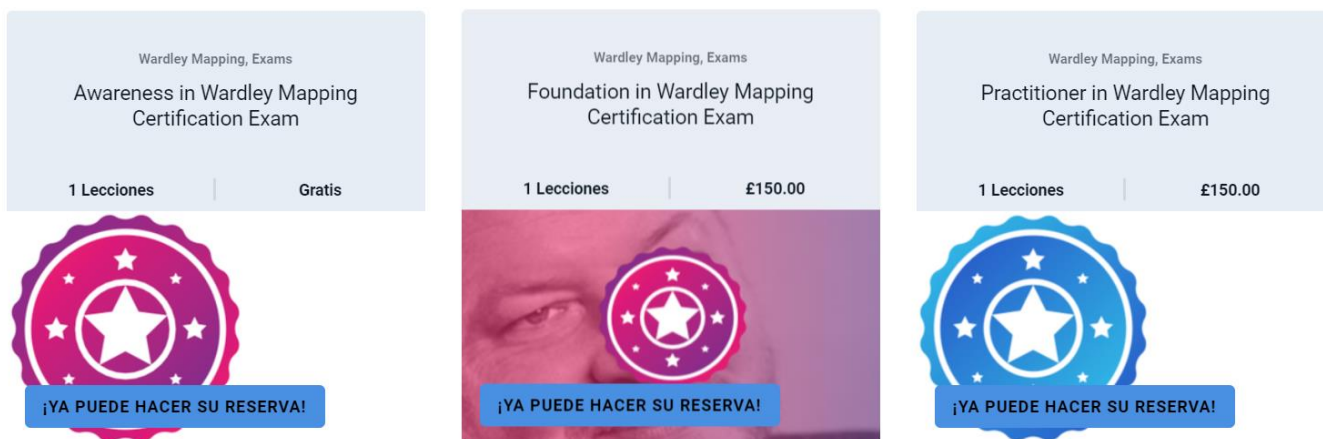 Wardley Mapping, Exams
Awareness in Wardley Mapping
Certification Exam
1 Lecciones
Gratis
¡YA PUEDE HACER SU RESERVA!
Wardley Mapping, Exams
Foundation in Wardley Mapping
Certification Exam
1 Lecciones
£150.00
¡YA PUEDE HACER SU RESERVA!
Wardley Mapping, Exams
Practitioner in Wardley Mapping
Certification Exam
1 Lecciones
£150.00
¡YA PUEDE HACER SU RESERVA!